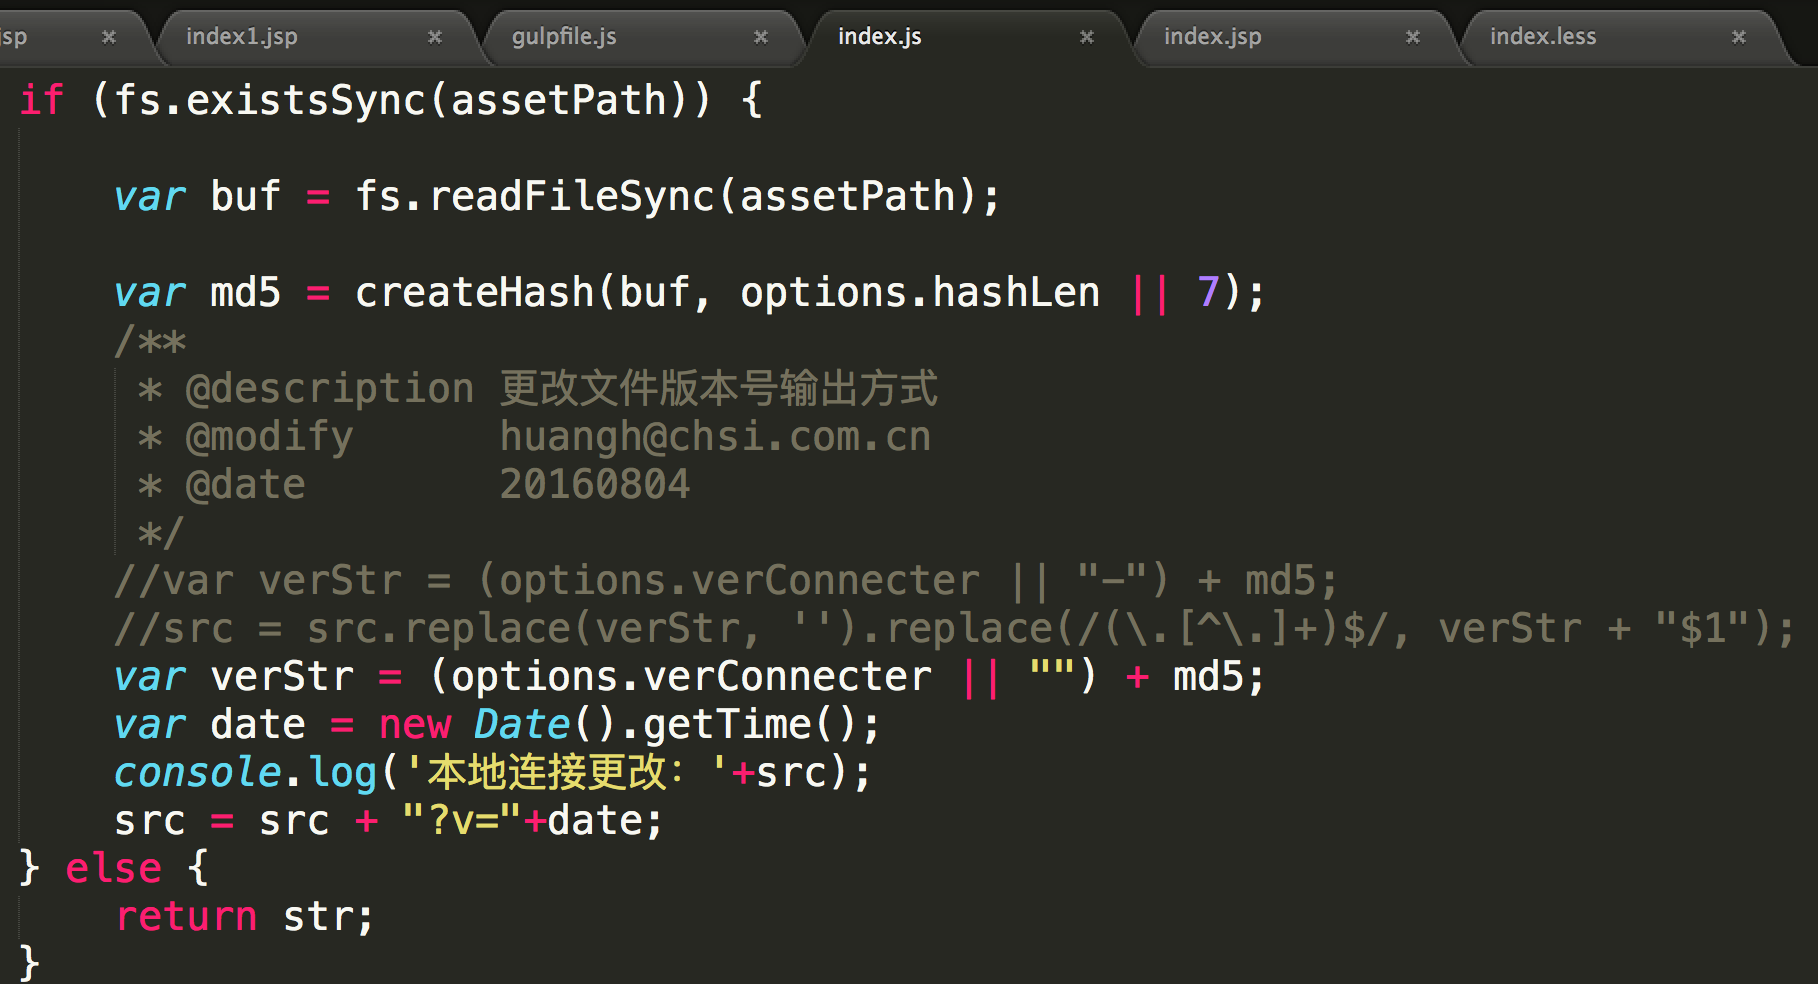 jsp × index1.jsp × gulpfile.js × index.js × index.jsp × index.less ×
if (fs.existsSync(assetPath)) {
var buf = fs.readFileSync(assetPath);
var md5 = createHash(buf, options.hashLen || 7);
/**
* @description 更改文件版本号输出方式
* @modify      huangh@chsi.com.cn
* @date        20160804
*/
//var verStr = (options.verConnecter || "-") + md5;
//src = src.replace(verStr, '').replace(/(\.[^\.]+)$/, verStr + "$1");
var verStr = (options.verConnecter || "") + md5;
var date = new Date().getTime();
console.log('本地连接更改：'+src);
src = src + "?v="+date;
} else {
return str;
}